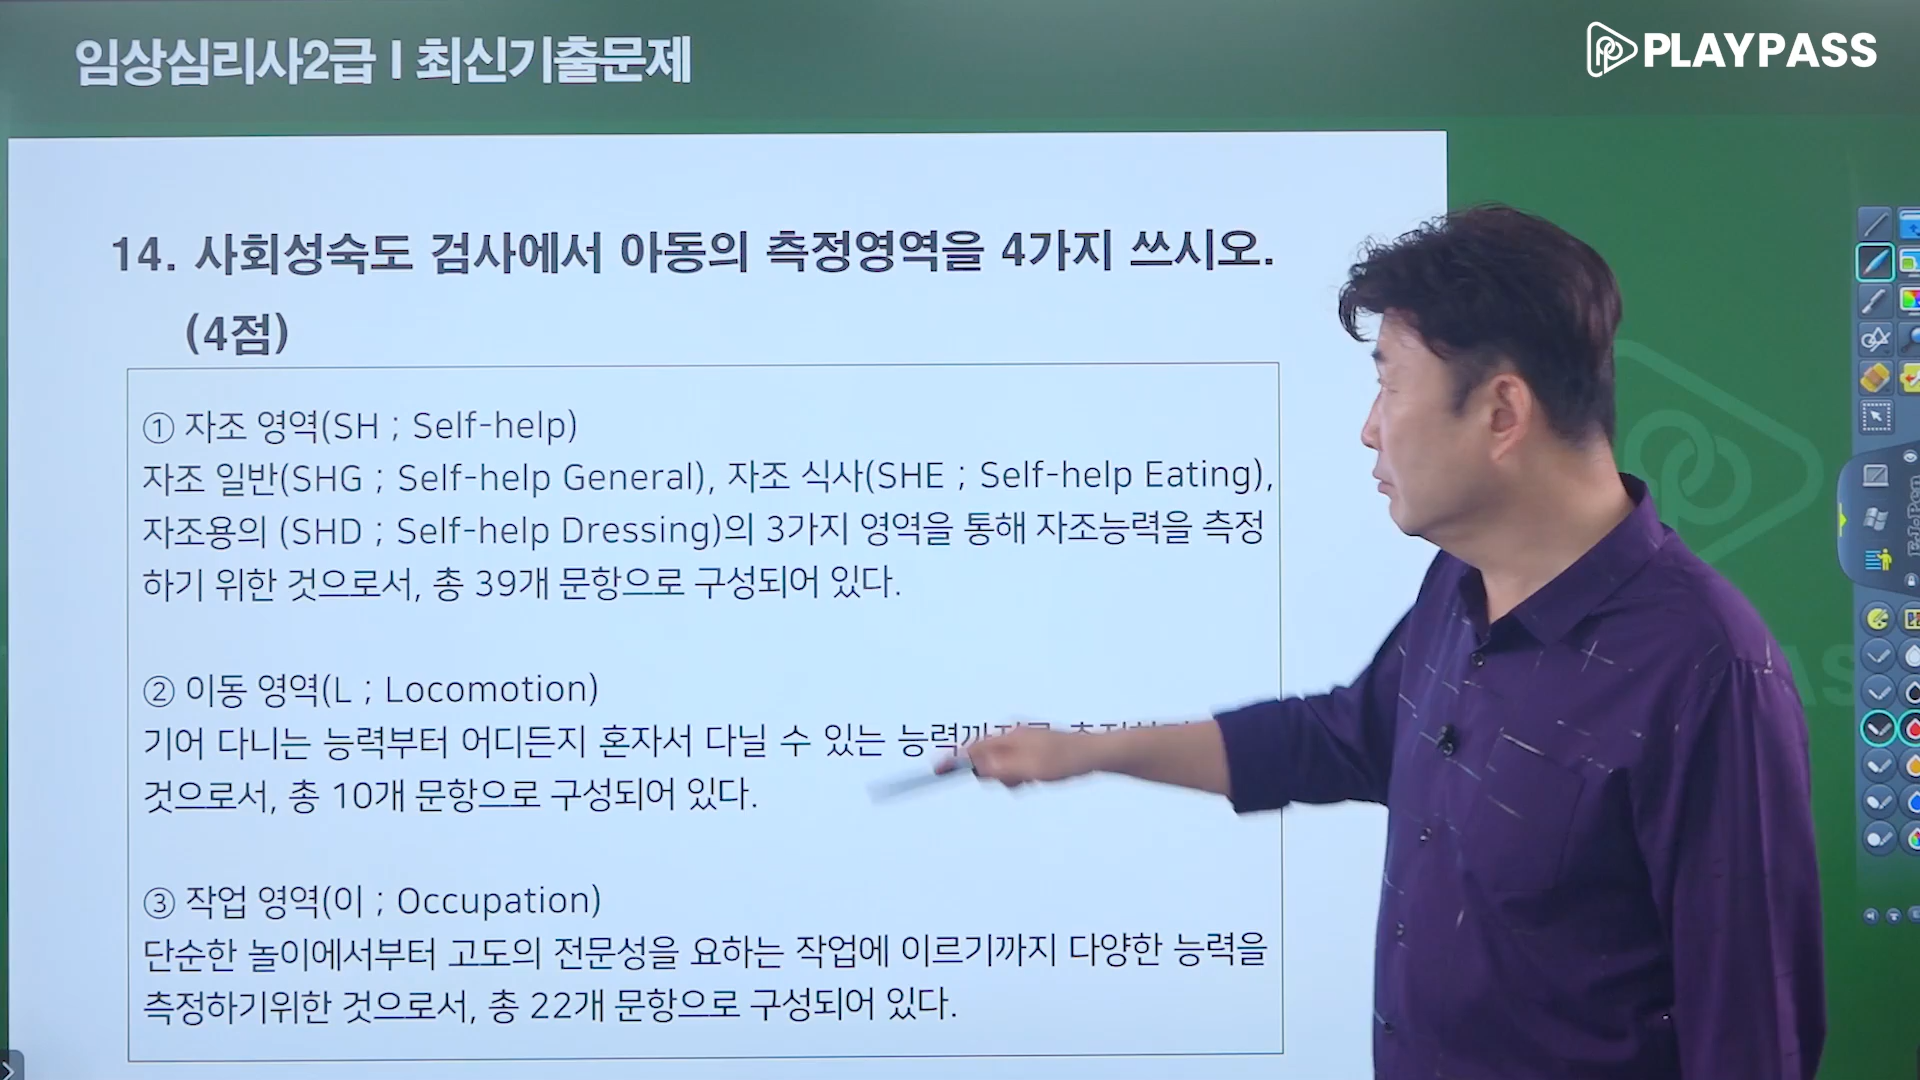 임상심리사2급 I 최신기출문제
PLAYPASS
14. 사회성숙도 검사에서 아동의 측정영역을 4가지 쓰시오.
(4점)
① 자조 영역(SH ; Self-help)
자조 일반(SHG ; Self-help General), 자조 식사(SHE ; Self-help Eating),
자조용의 (SHD ; Self-help Dressing)의 3가지 영역을 통해 자조능력을 측정
하기 위한 것으로서, 총 39개 문항으로 구성되어 있다.
② 이동 영역(L ; Locomotion)
기어 다니는 능력부터 어디든지 혼자서 다닐 수 있는
것으로서, 총 10개 문항으로 구성되어 있다.
③ 작업 영역(이 ; Occupation)
단순한 놀이에서부터 고도의 전문성을 요하는 작업에 이르기까지 다양한 능력을
측정하기위한 것으로서, 총 22개 문항으로 구성되어 있다.